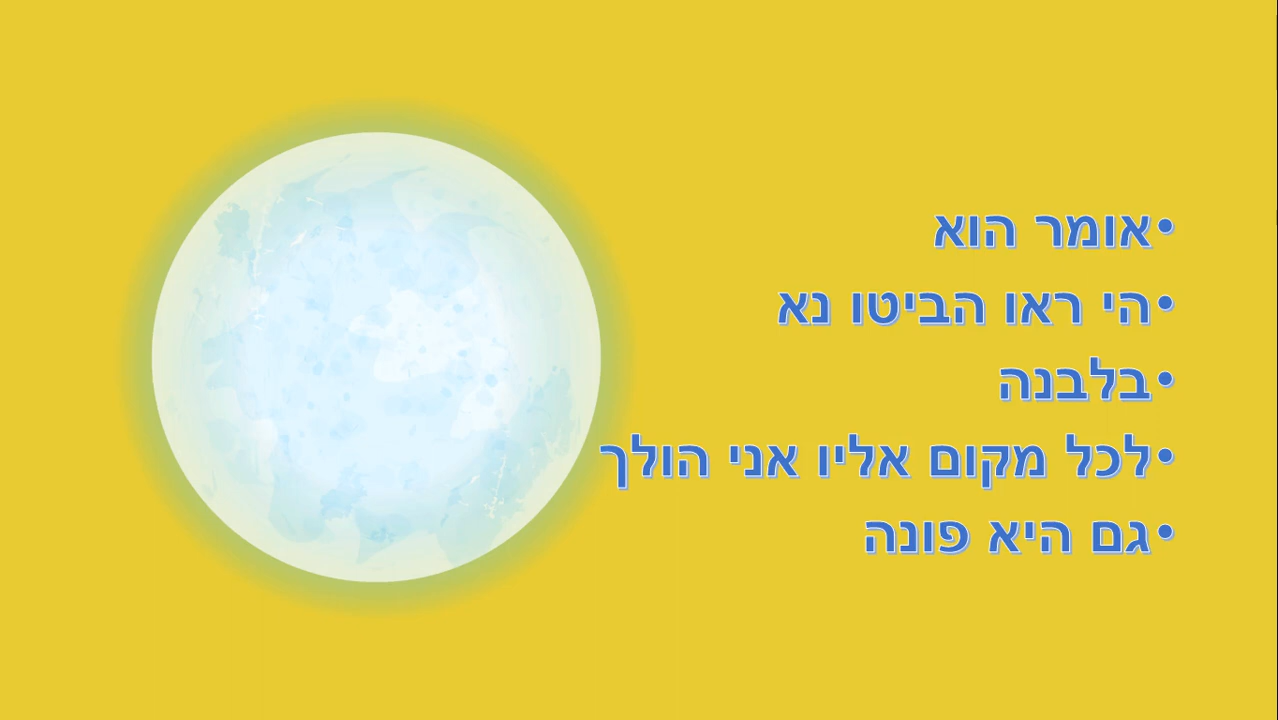 •אומר הוא
•הי ראו הביטו נא
•בלבנה
•לכל מקום אליו אני הולך
•גם היא פונה